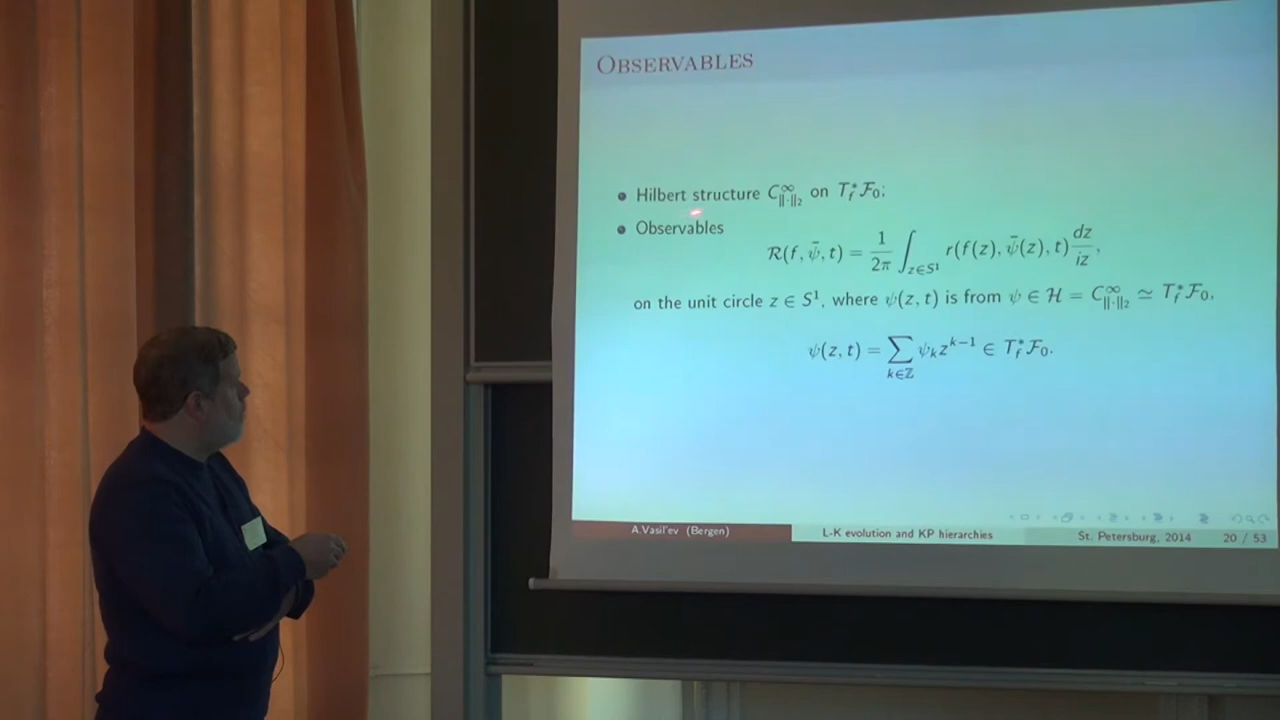 OBSERVABLES
• Hilbert structure C^∞_{‖·‖₂} on T*_f 𝓕₀;
• Observables
𝓡(f, ψ̄, t) = 1/2π ∫_{z∈S¹} r(f(z), ψ̄(z), t) dz/iz,
on the unit circle z ∈ S¹, where ψ(z, t) is from ψ ∈ 𝓗 = C^∞_{‖·‖₂} ≃ T*_f 𝓕₀,
ψ(z, t) = ∑_{k∈ℤ} ψ_k z^{k−1} ∈ T*_f 𝓕₀.
A.Vasil'ev (Bergen) L-K evolution and KP hierarchies St. Petersburg, 2014 20 / 53